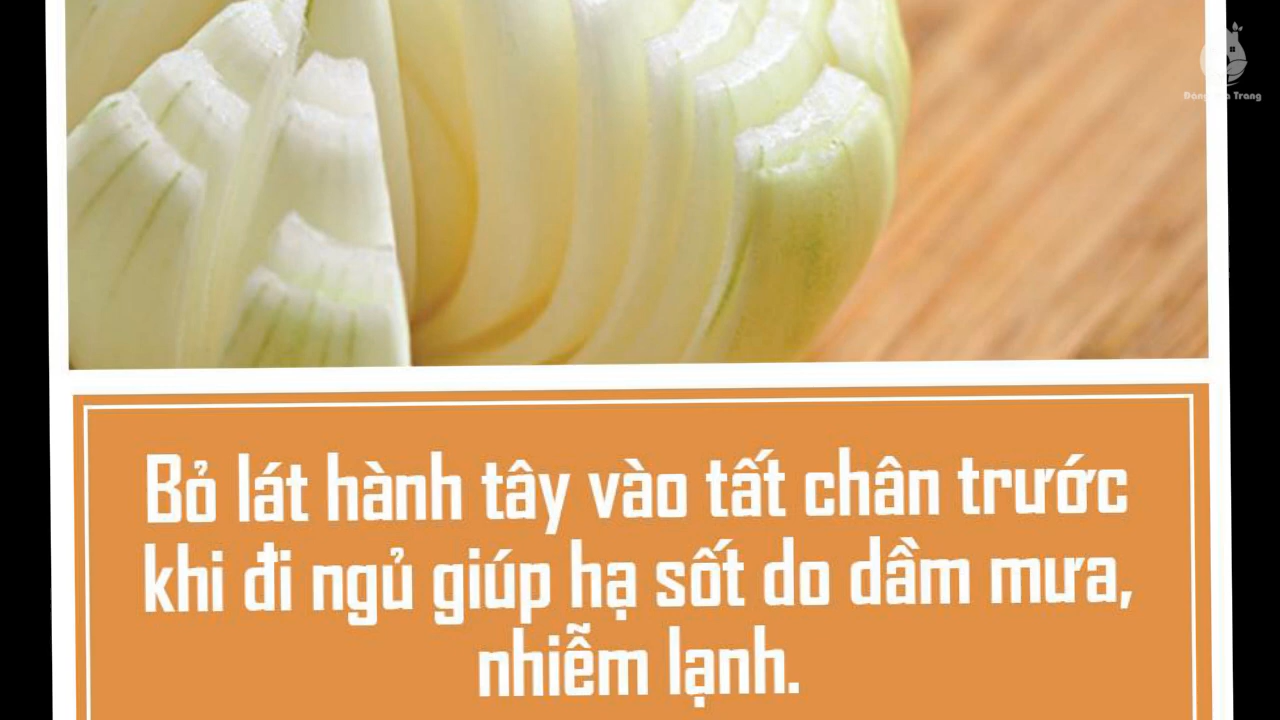 Bỏ lát hành tây vào tất chân trước
khi đi ngủ giúp hạ sốt do dầm mưa,
nhiễm lạnh.